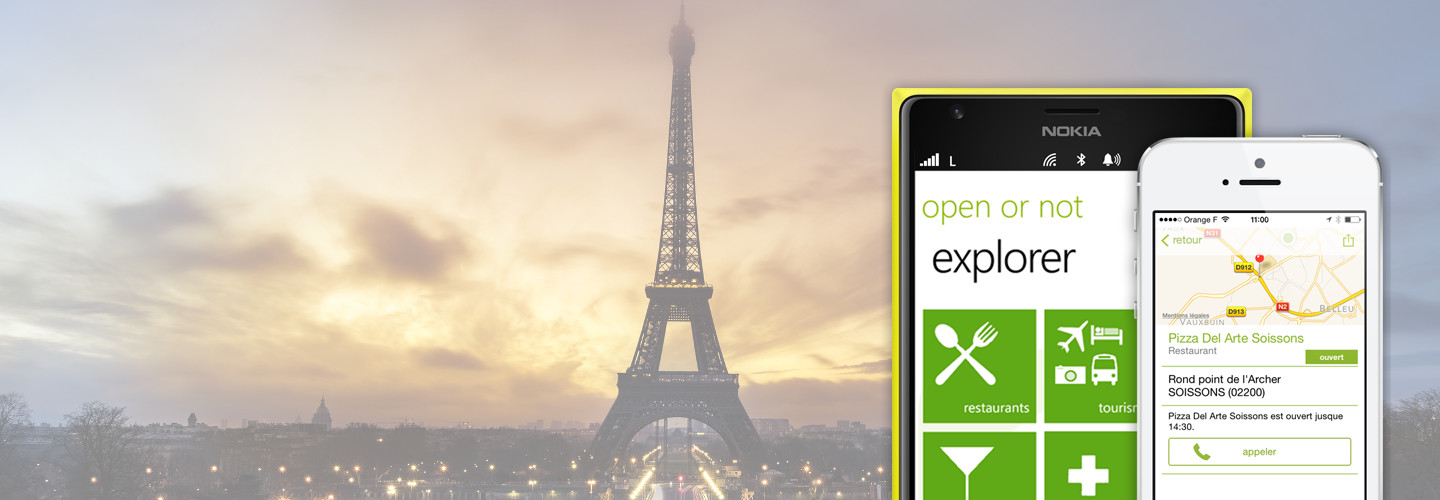 NOKIA
L
open or not
explorer
restaurants
tourism
Orange F
11:00
retour
N31
D912
N2
D913
BELLEU
Mentions légales
VAUXBUIN
Pizza Del Arte Soissons
Restaurant
ouvert
Rond point de l'Archer
SOISSONS (02200)
Pizza Del Arte Soissons est ouvert jusque
14:30.
appeler